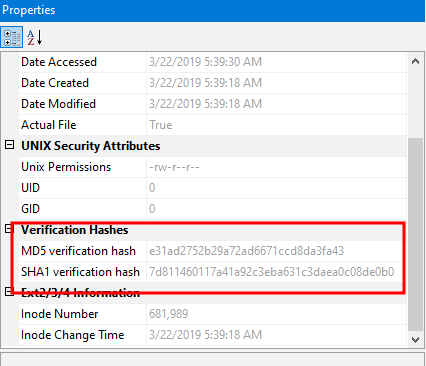 Properties
Date Accessed 3/22/2019 5:39:30 AM
Date Created 3/22/2019 5:39:18 AM
Date Modified 3/22/2019 5:39:18 AM
Actual File True
UNIX Security Attributes
Unix Permissions -rw-r--r--
UID 0
GID 0
Verification Hashes
MD5 verification hash e31ad2752b29a72ad6671ccd8da3fa43
SHA1 verification hash 7d811460117a41a92c3eba631c3daea0c08de0b0
Ext2/3/4 Information
Inode Number 681,989
Inode Change Time 3/22/2019 5:39:18 AM